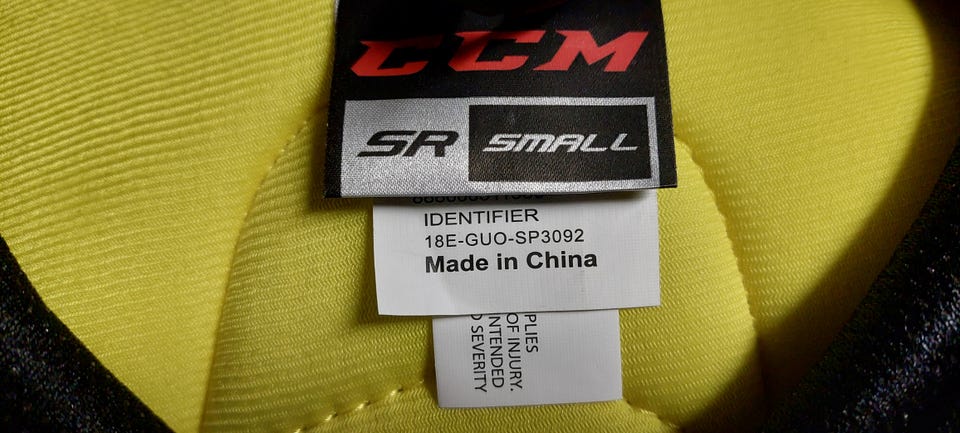 CCM
SR SMALL
IDENTIFIER
18E-GUO-SP3092
Made in China
PLIES
OF INJURY.
NTENDED
SEVERITY